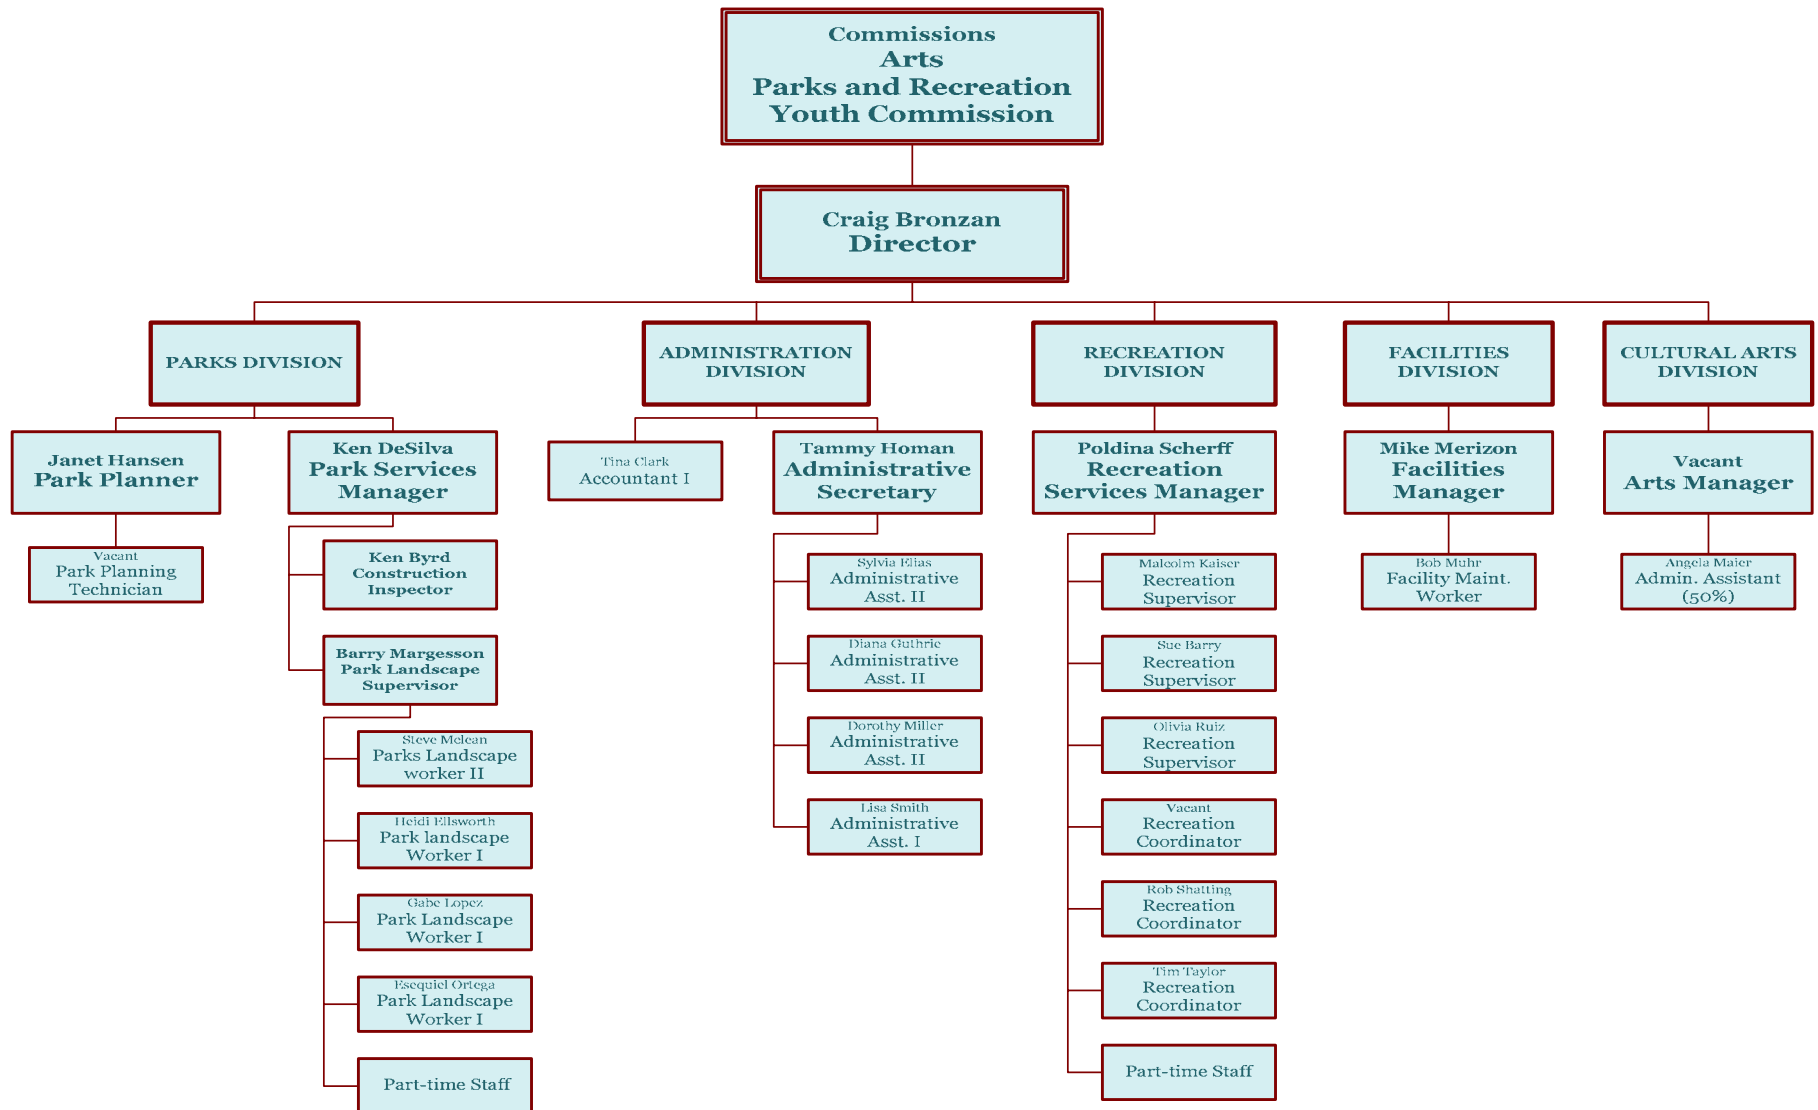 Commissions
Arts
Parks and Recreation
Youth Commission
Craig Bronzan
Director
PARKS DIVISION
Janet Hansen
Park Planner
Vacant
Park Planning
Technician
Ken DeSilva
Park Services
Manager
Ken Byrd
Construction
Inspector
Barry Margesson
Park Landscape
Supervisor
Steve Mclean
Parks Landscape
worker II
Heidi Ellsworth
Park landscape
Worker I
Gabe Lopez
Park Landscape
Worker I
Esequiel Ortega
Park Landscape
Worker I
Part-time Staff
ADMINISTRATION
DIVISION
Tina Clark
Accountant I
Tammy Homan
Administrative
Secretary
Sylvia Elias
Administrative
Asst. II
Diana Guthrie
Administrative
Asst. II
Dorothy Miller
Administrative
Asst. II
Lisa Smith
Administrative
Asst. I
RECREATION
DIVISION
Poldina Scherff
Recreation
Services Manager
Malcolm Kaiser
Recreation
Supervisor
Sue Barry
Recreation
Supervisor
Olivia Ruiz
Recreation
Supervisor
Vacant
Recreation
Coordinator
Rob Shatting
Recreation
Coordinator
Tim Taylor
Recreation
Coordinator
Part-time Staff
FACILITIES
DIVISION
Mike Merizon
Facilities
Manager
Bob Muhr
Facility Maint.
Worker
CULTURAL ARTS
DIVISION
Vacant
Arts Manager
Angela Maier
Admin. Assistant
(50%)